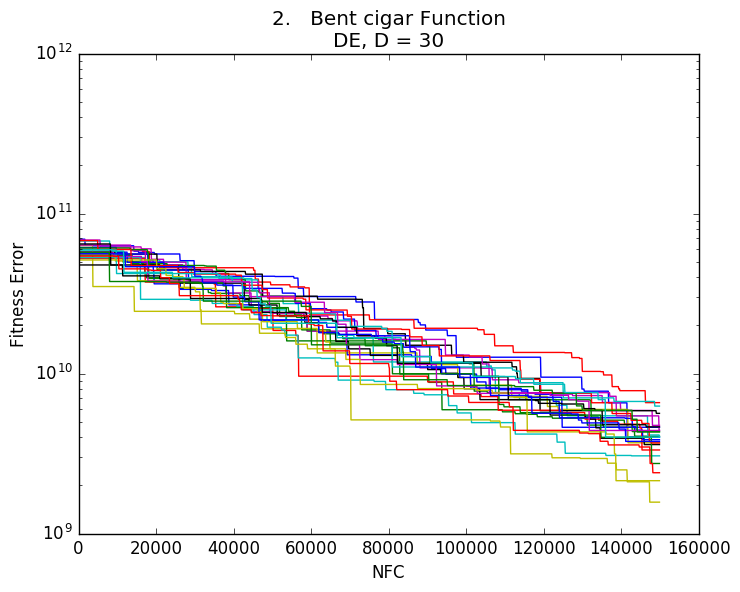 2.   Bent cigar Function
DE, D = 30
10^12
10^11
10^10
10^9
Fitness Error
0 20000 40000 60000 80000 100000 120000 140000 160000
NFC